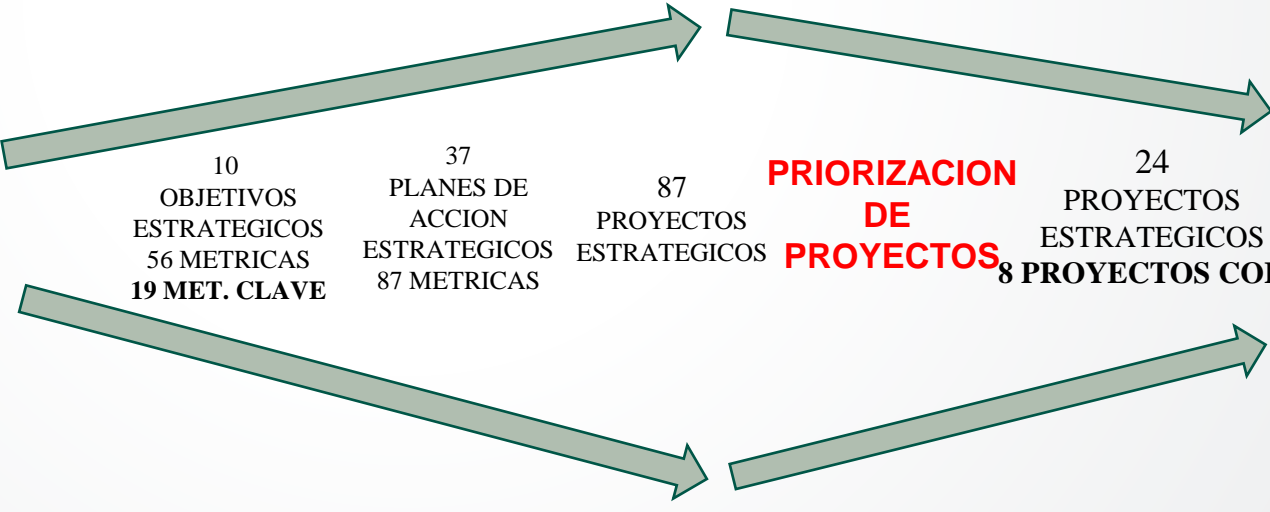 10
OBJETIVOS
ESTRATEGICOS
56 METRICAS
19 MET. CLAVE
37
PLANES DE
ACCION
ESTRATEGICOS
87 METRICAS
87
PROYECTOS
ESTRATEGICOS
PRIORIZACION
DE
PROYECTOS
24
PROYECTOS
ESTRATEGICOS
8 PROYECTOS